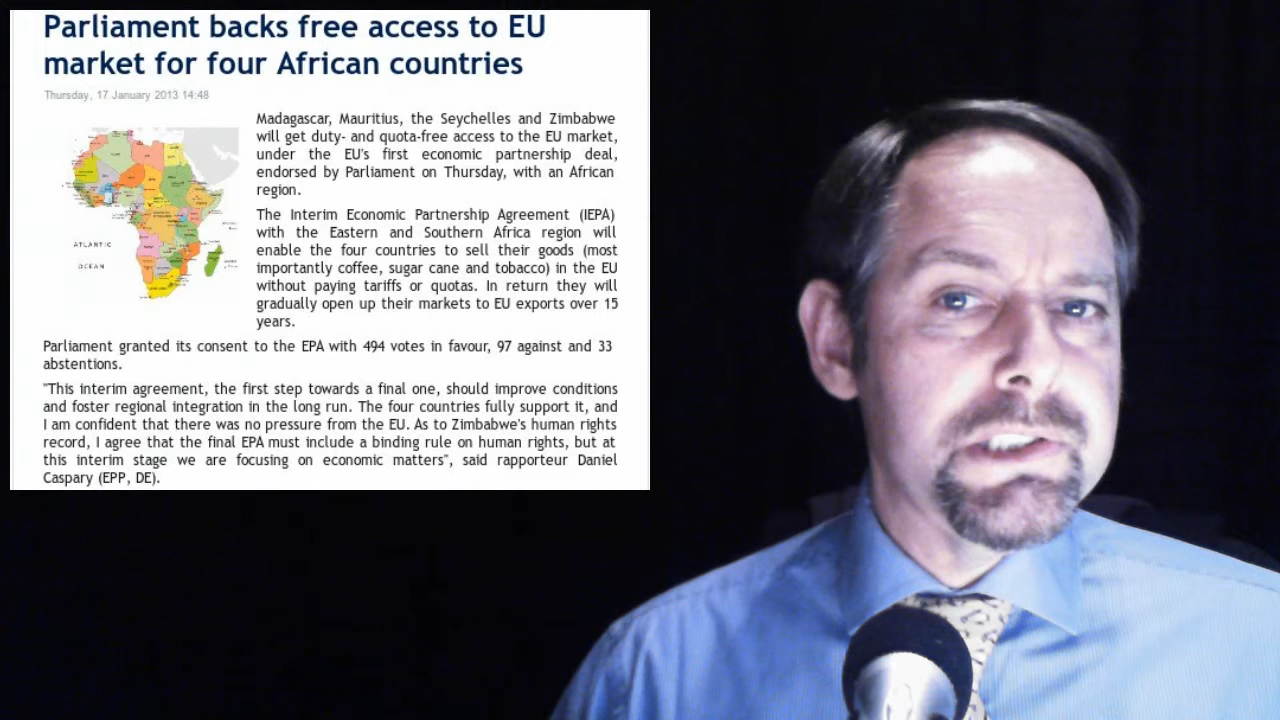 Parliament backs free access to EU
market for four African countries
Thursday, 17 January 2013 14:48
Madagascar, Mauritius, the Seychelles and Zimbabwe
will get duty- and quota-free access to the EU market,
under the EU's first economic partnership deal,
endorsed by Parliament on Thursday, with an African
region.
The Interim Economic Partnership Agreement (IEPA)
with the Eastern and Southern Africa region will
enable the four countries to sell their goods (most
importantly coffee, sugar cane and tobacco) in the EU
without paying tariffs or quotas. In return they will
gradually open up their markets to EU exports over 15
years.
ATLANTIC
OCEAN
Parliament granted its consent to the EPA with 494 votes in favour, 97 against and 33
abstentions.
"This interim agreement, the first step towards a final one, should improve conditions
and foster regional integration in the long run. The four countries fully support it, and
I am confident that there was no pressure from the EU. As to Zimbabwe's human rights
record, I agree that the final EPA must include a binding rule on human rights, but at
this interim stage we are focusing on economic matters", said rapporteur Daniel
Caspary (EPP, DE).